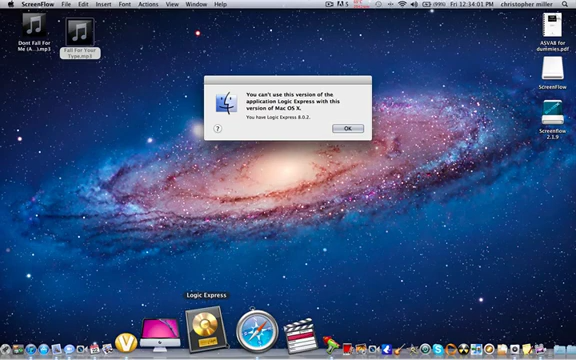 ScreenFlow File Edit Insert Font Actions View Window Help
(99%) Fri 12:34:01 PM christopher miller
Dont Fall For
Me (A...).mp3
Fall For Your
Type.mp3
ASVAB for
dummies.pdf
ScreenFlow
Screenflow
2.1.9
You can't use this version of the
application Logic Express with this
version of Mac OS X.
You have Logic Express 8.0.2.
?
OK
Logic Express